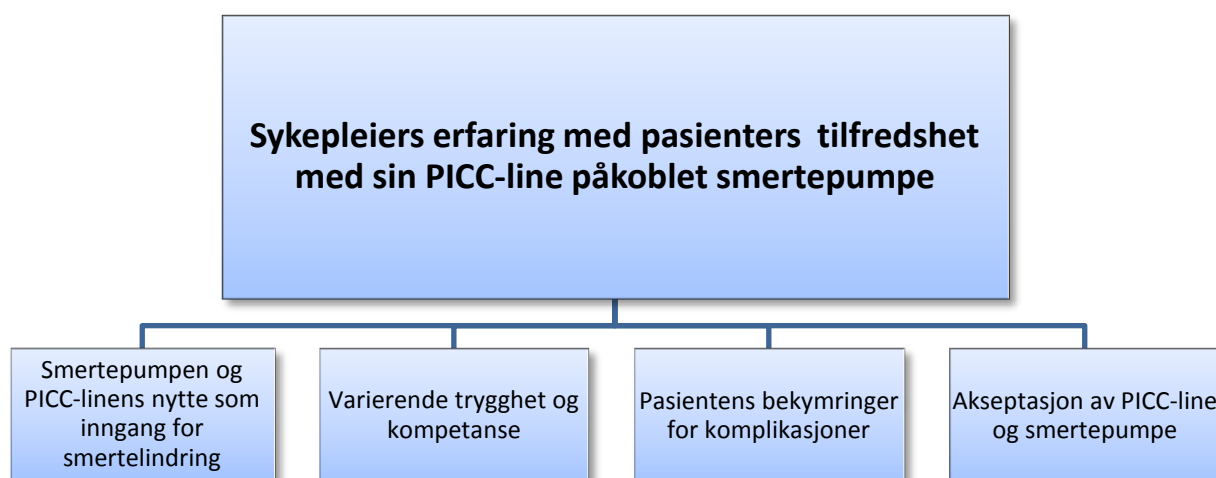 Sykepleiers erfaring med pasienters tilfredshet
med sin PICC-line påkoblet smertepumpe
Smertepumpen og
PICC-linens nytte som
inngang for
smertelindring
Varierende trygghet og
kompetanse
Pasientens bekymringer
for komplikasjoner
Akseptasjon av PICC-line
og smertepumpe